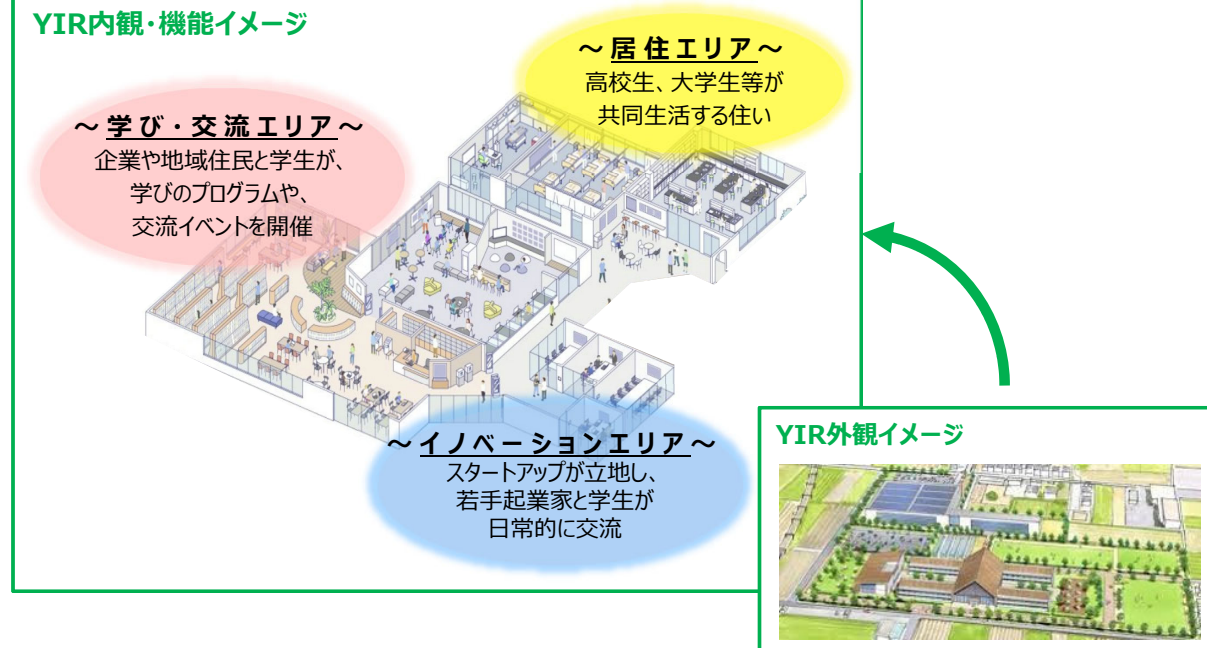 YIR内観・機能イメージ
～居住エリア～
高校生、大学生等が
共同生活する住い
～学び・交流エリア～
企業や地域住民と学生が、
学びのプログラムや、
交流イベントを開催
～イノベーションエリア～
スタートアップが立地し、
若手起業家と学生が
日常的に交流
YIR外観イメージ